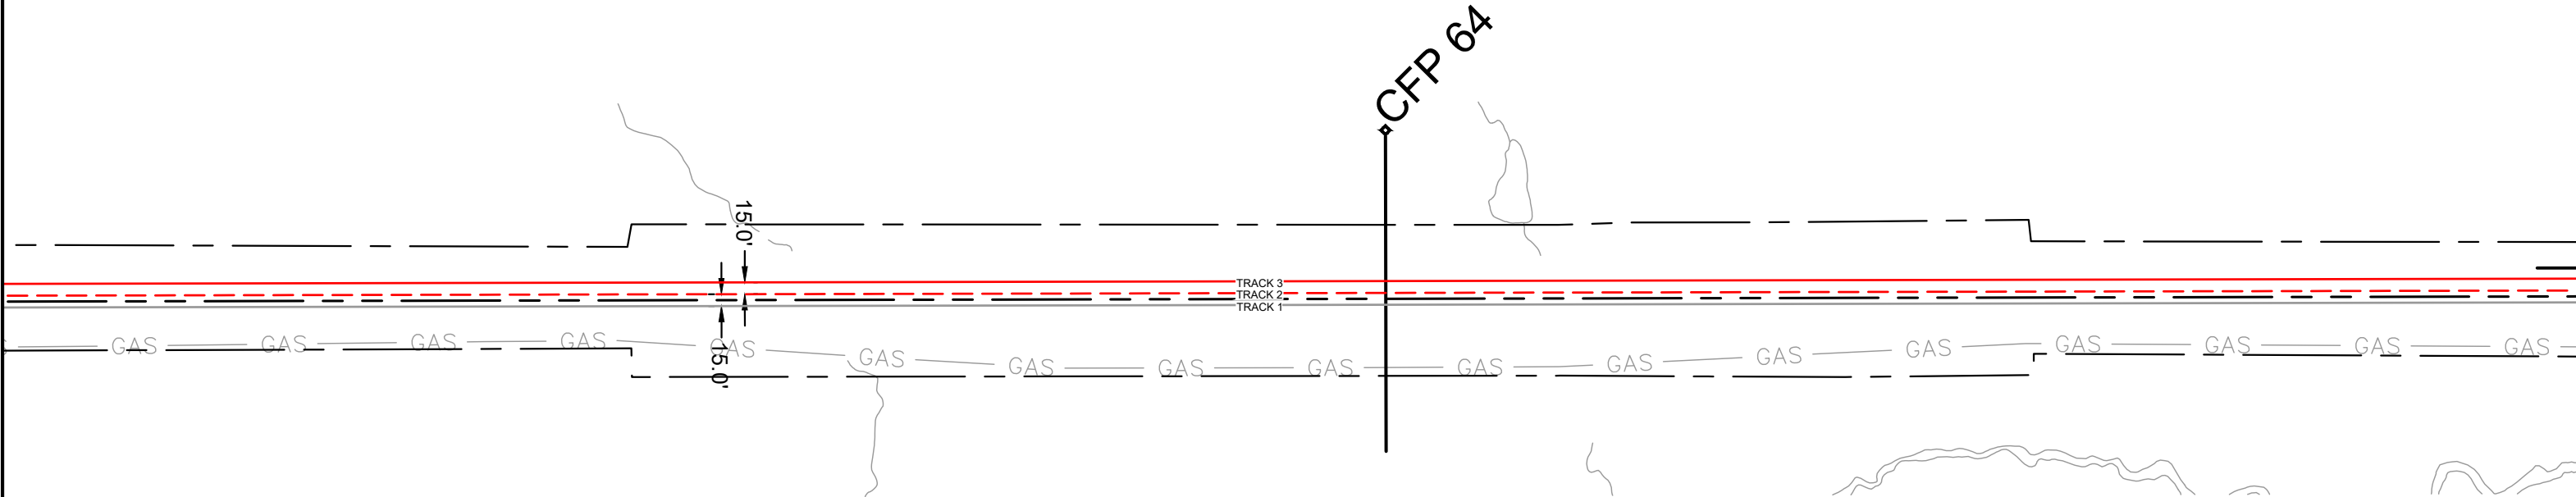 CFP 64
15.0'
TRACK 3
TRACK 2
TRACK 1
GAS GAS GAS GAS GAS GAS GAS GAS GAS GAS GAS GAS GAS GAS GAS GAS GAS
15.0'